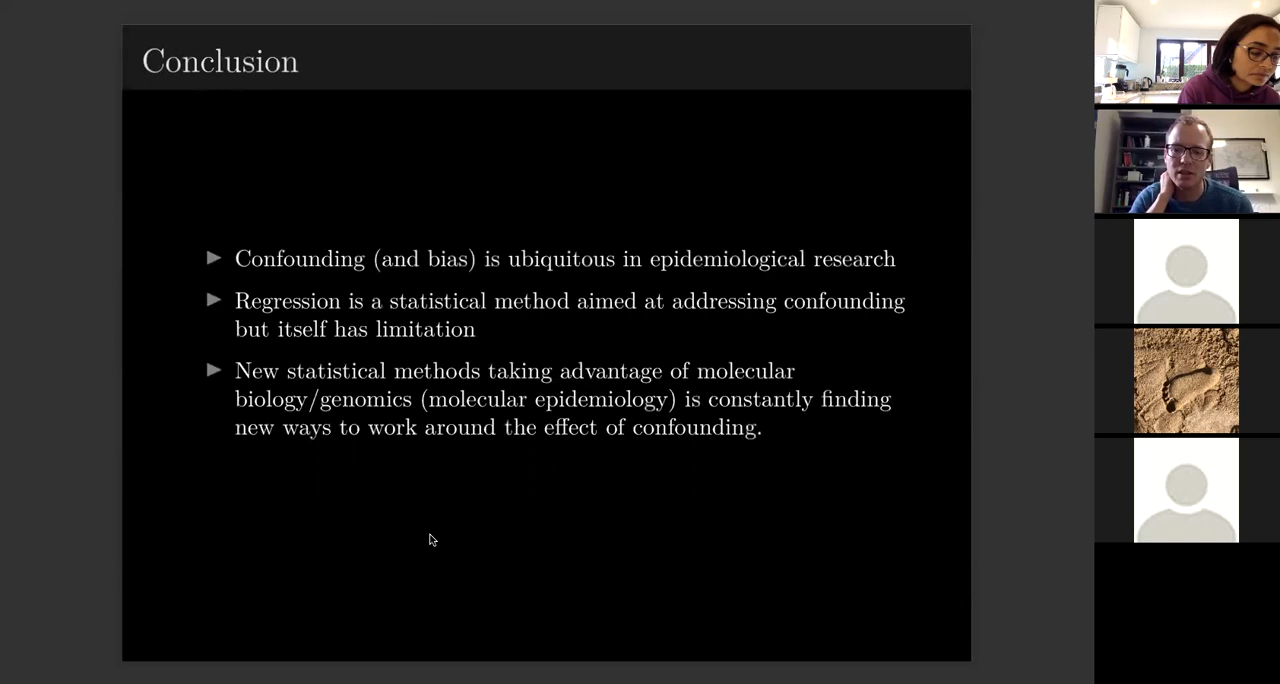 Conclusion
Confounding (and bias) is ubiquitous in epidemiological research
Regression is a statistical method aimed at addressing confounding
but itself has limitation
New statistical methods taking advantage of molecular
biology/genomics (molecular epidemiology) is constantly finding
new ways to work around the effect of confounding.